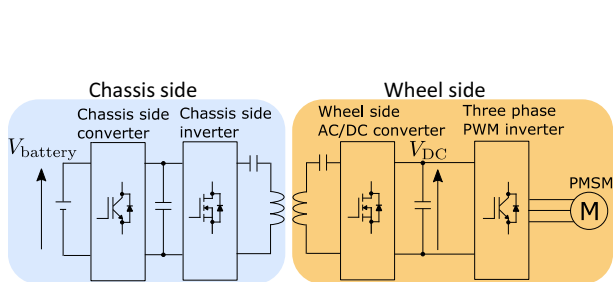 Chassis side
Wheel side
Chassis side
converter
Chassis side
inverter
Wheel side
AC/DC converter
Three phase
PWM inverter
V_battery
V_DC
PMSM
M